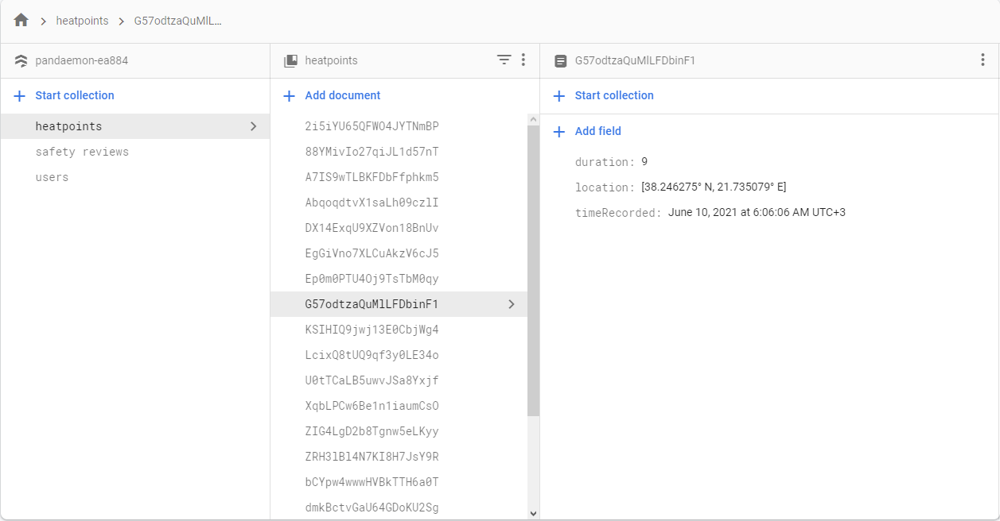 heatpoints G57odtzaQuMlL...
pandaemon-ea884
Start collection
heatpoints
safety reviews
users
heatpoints
Add document
2i5iYU65QFWO4JYTNmBP
88YMivIo27qiJL1d57nT
A7IS9wTLBKFDbFfphkm5
AbqoqdtvX1saLh09czlI
DX14ExqU9XZVon18BnUv
EgGiVno7XLCuAkzV6cJ5
Ep0m0PTU4Oj9TsTbM0qy
G57odtzaQuMlLFDbinF1
KSIHIQ9jwj13E0CbjWg4
LcixQ8tUQ9qf3y0LE34o
U0tTCaLB5uwvJSa8Yxjf
XqbLPCw6Be1n1iaumCsO
ZIG4LgD2b8Tgnw5eLKyy
ZRH3lBl4N7KI8H7JsY9R
bCYpw4wwwHVBkTTH6a0T
dmkBctvGaU64GDoKU2Sg
G57odtzaQuMlLFDbinF1
Start collection
Add field
duration: 9
location: [38.246275° N, 21.735079° E]
timeRecorded: June 10, 2021 at 6:06:06 AM UTC+3